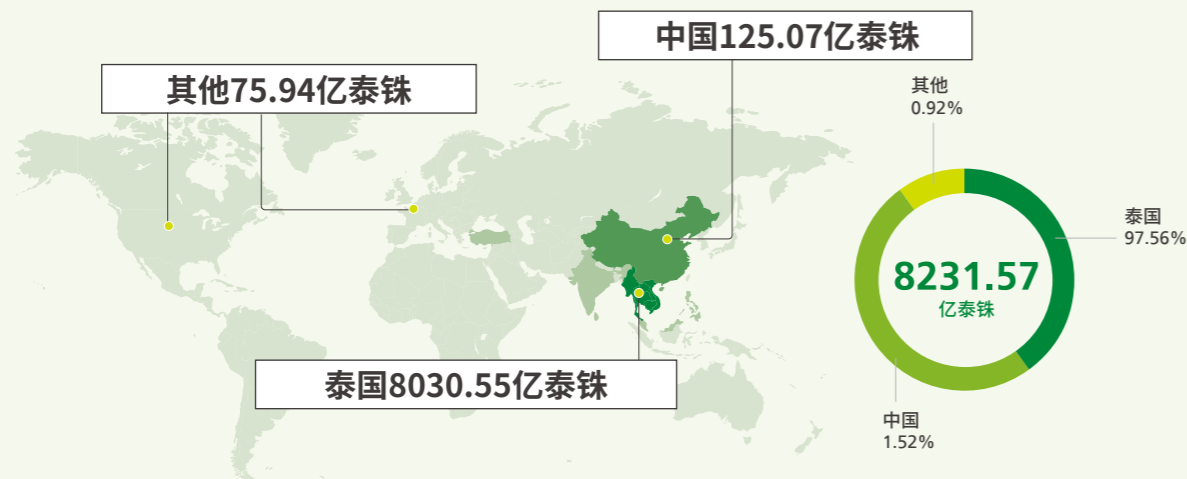 中国125.07亿泰铢
其他75.94亿泰铢
其他
0.92%
泰国
97.56%
8231.57
亿泰铢
泰国8030.55亿泰铢
中国
1.52%